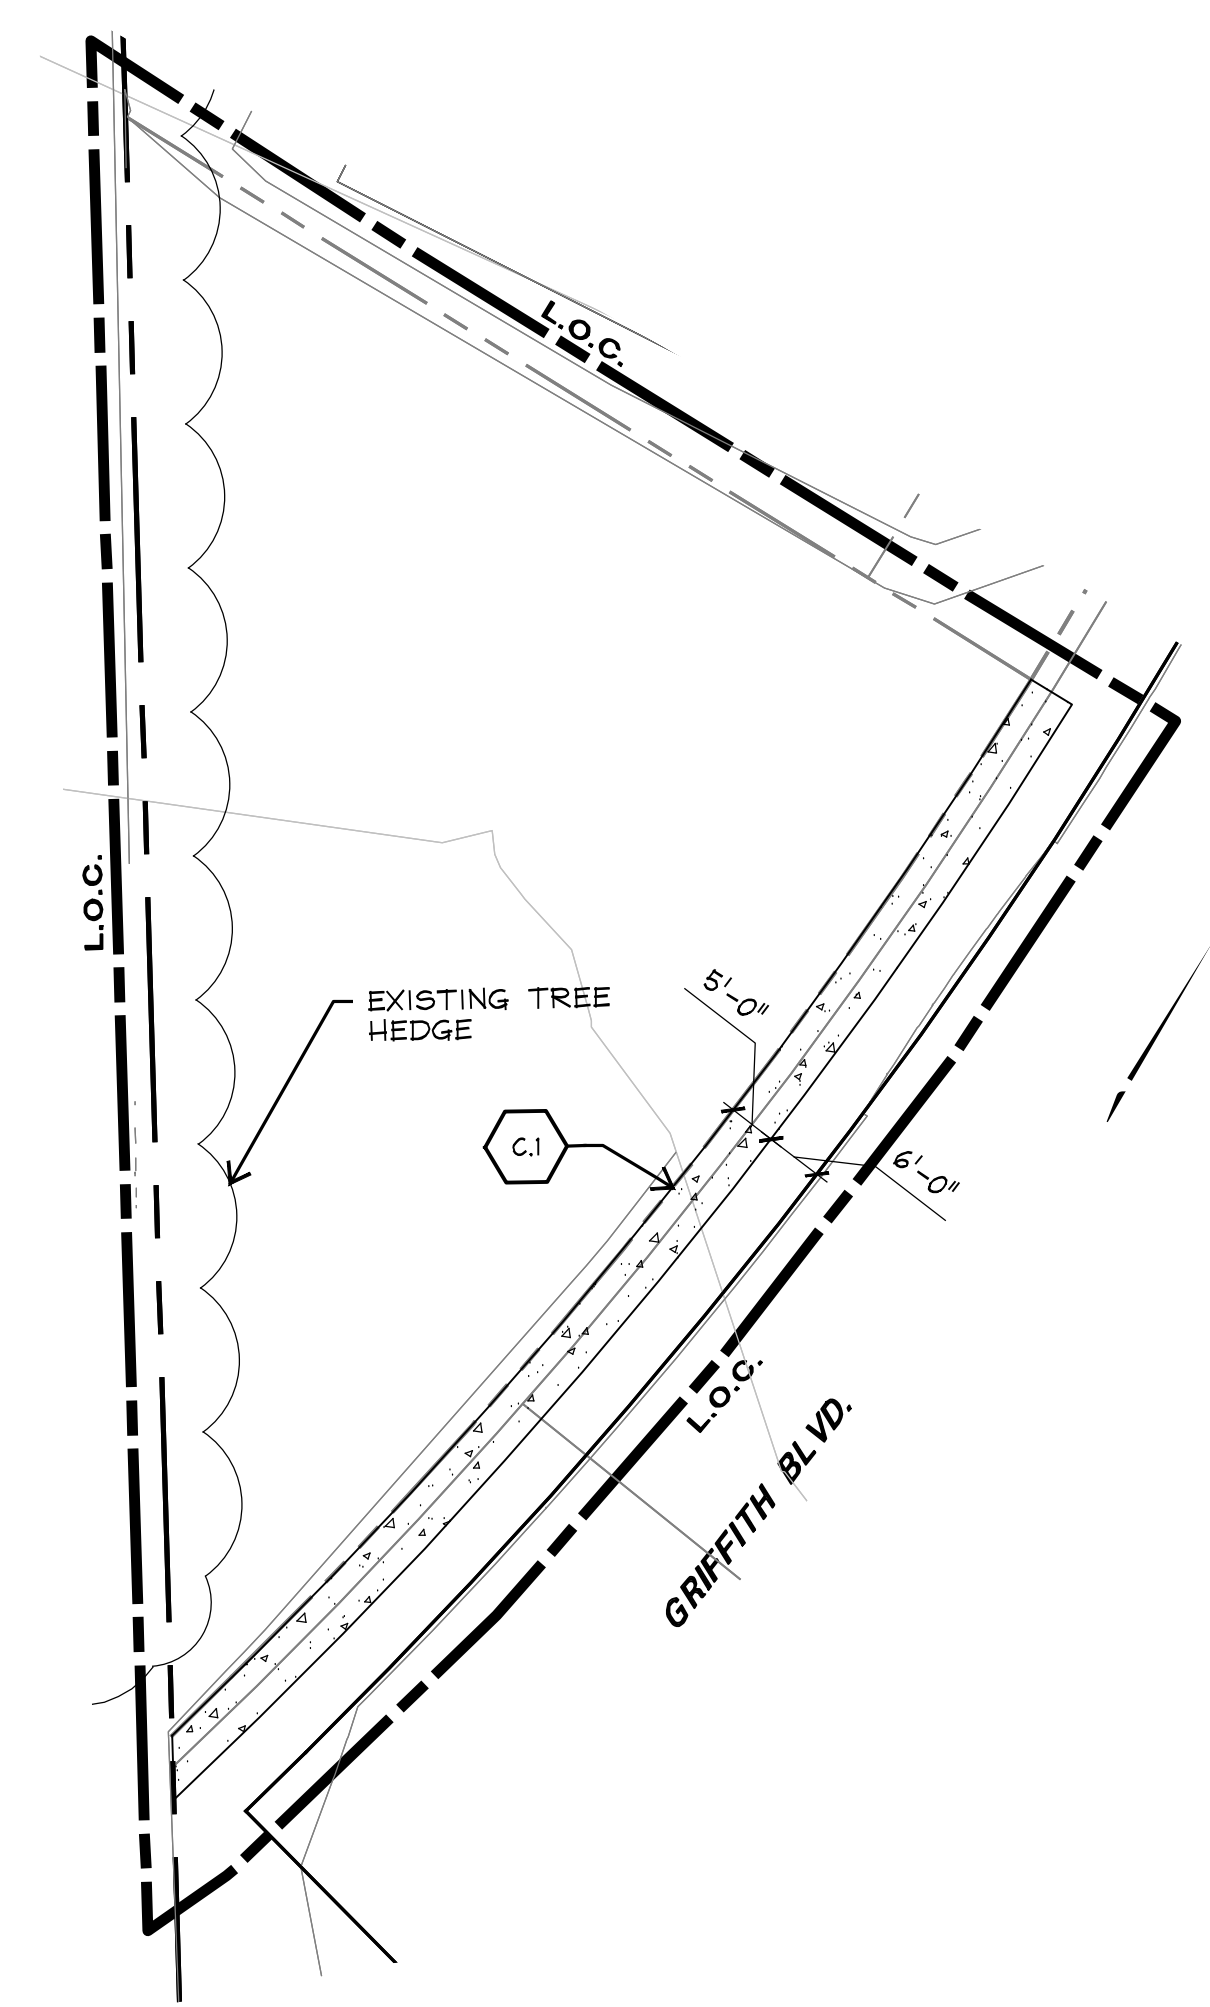 L.O.C.
L.O.C.
5'-0"
EXISTING TREE
HEDGE
C.1
6'-0"
L.O.C.
GRIFFITH BLVD.